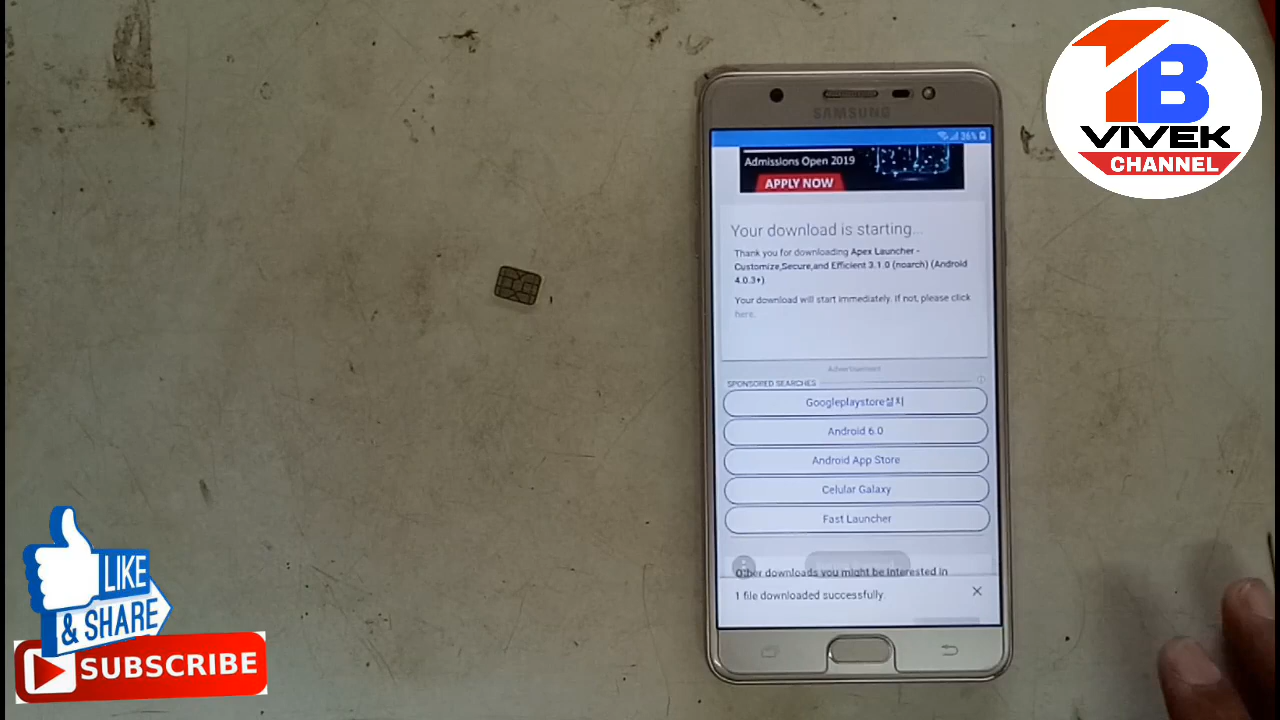 TB
VIVEK
CHANNEL
SAMSUNG
36%
Admissions Open 2019
APPLY NOW
Your download is starting...
Thank you for downloading Apex Launcher -
Customize,Secure,and Efficient 3.1.0 (noarch) (Android
4.0.3+)
Your download will start immediately. If not, please click
here.
Advertisement
SPONSORED SEARCHES
Googleplaystore설치
Android 6.0
Android App Store
Celular Galaxy
Fast Launcher
Other downloads you might be interested in
1 file downloaded successfully.
LIKE
& SHARE
SUBSCRIBE